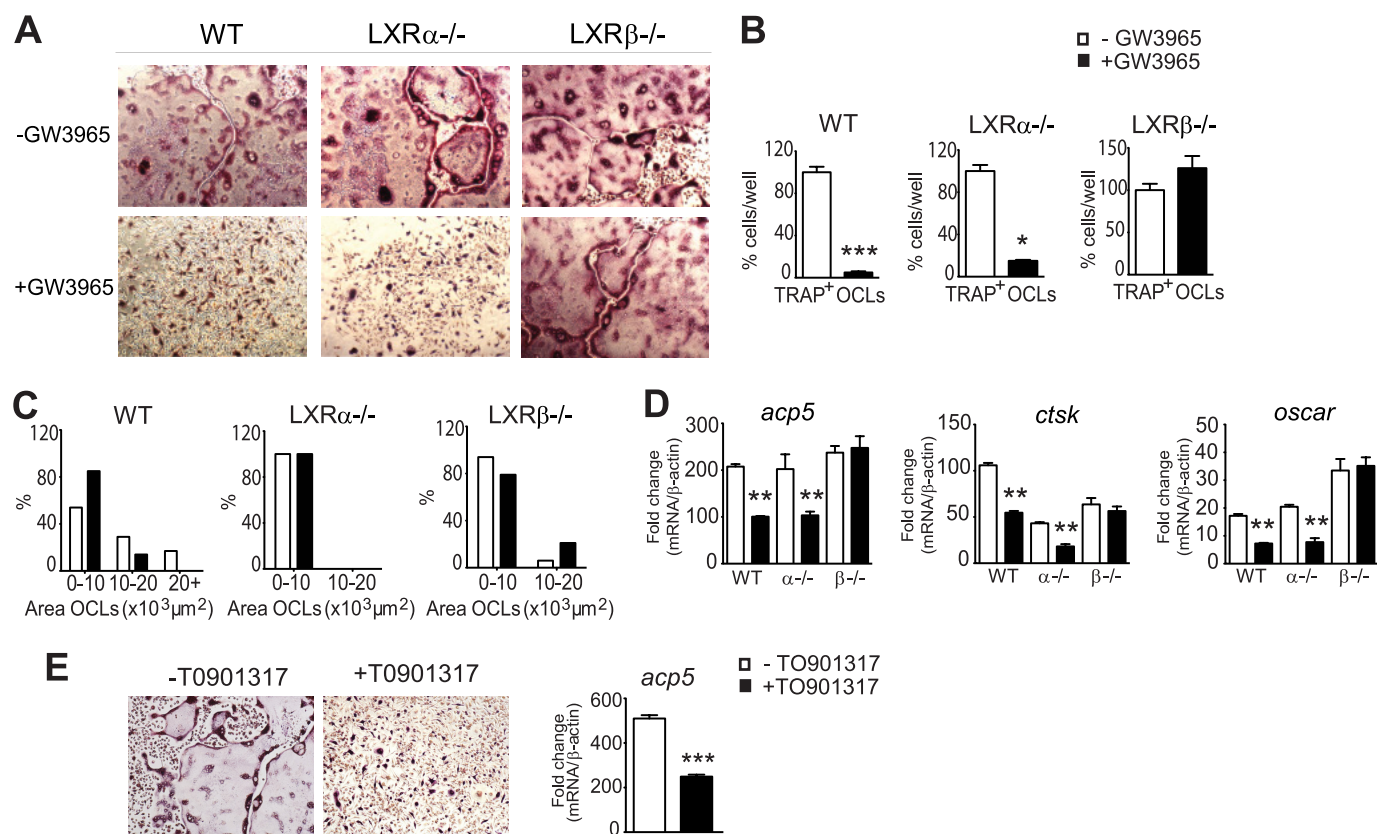 A
WT
LXRα-/-
LXRβ-/-
-GW3965
+GW3965
B
- GW3965
+GW3965
WT
LXRα-/-
LXRβ-/-
% cells/well
120
80
40
0
***
TRAP+ OCLs
% cells/well
120
80
40
0
*
TRAP+ OCLs
% cells/well
150
100
50
0
TRAP+ OCLs
C
WT
LXRα-/-
LXRβ-/-
%
120
80
40
0
0-10 10-20 20+
Area OCLs (x10³µm²)
%
120
80
40
0
0-10 10-20
Area OCLs (x10³µm²)
%
120
80
40
0
0-10 10-20
Area OCLs (x10³µm²)
D
acp5
Fold change
(mRNA/β-actin)
300
200
100
0
** **
WT α-/- β-/-
ctsk
Fold change
(mRNA/β-actin)
150
100
50
0
**
**
WT α-/- β-/-
oscar
Fold change
(mRNA/β-actin)
50
40
30
20
10
0
** **
WT α-/- β-/-
E
-T0901317
+T0901317
acp5
- TO901317
+TO901317
Fold change
(mRNA/β-actin)
600
400
200
0
***